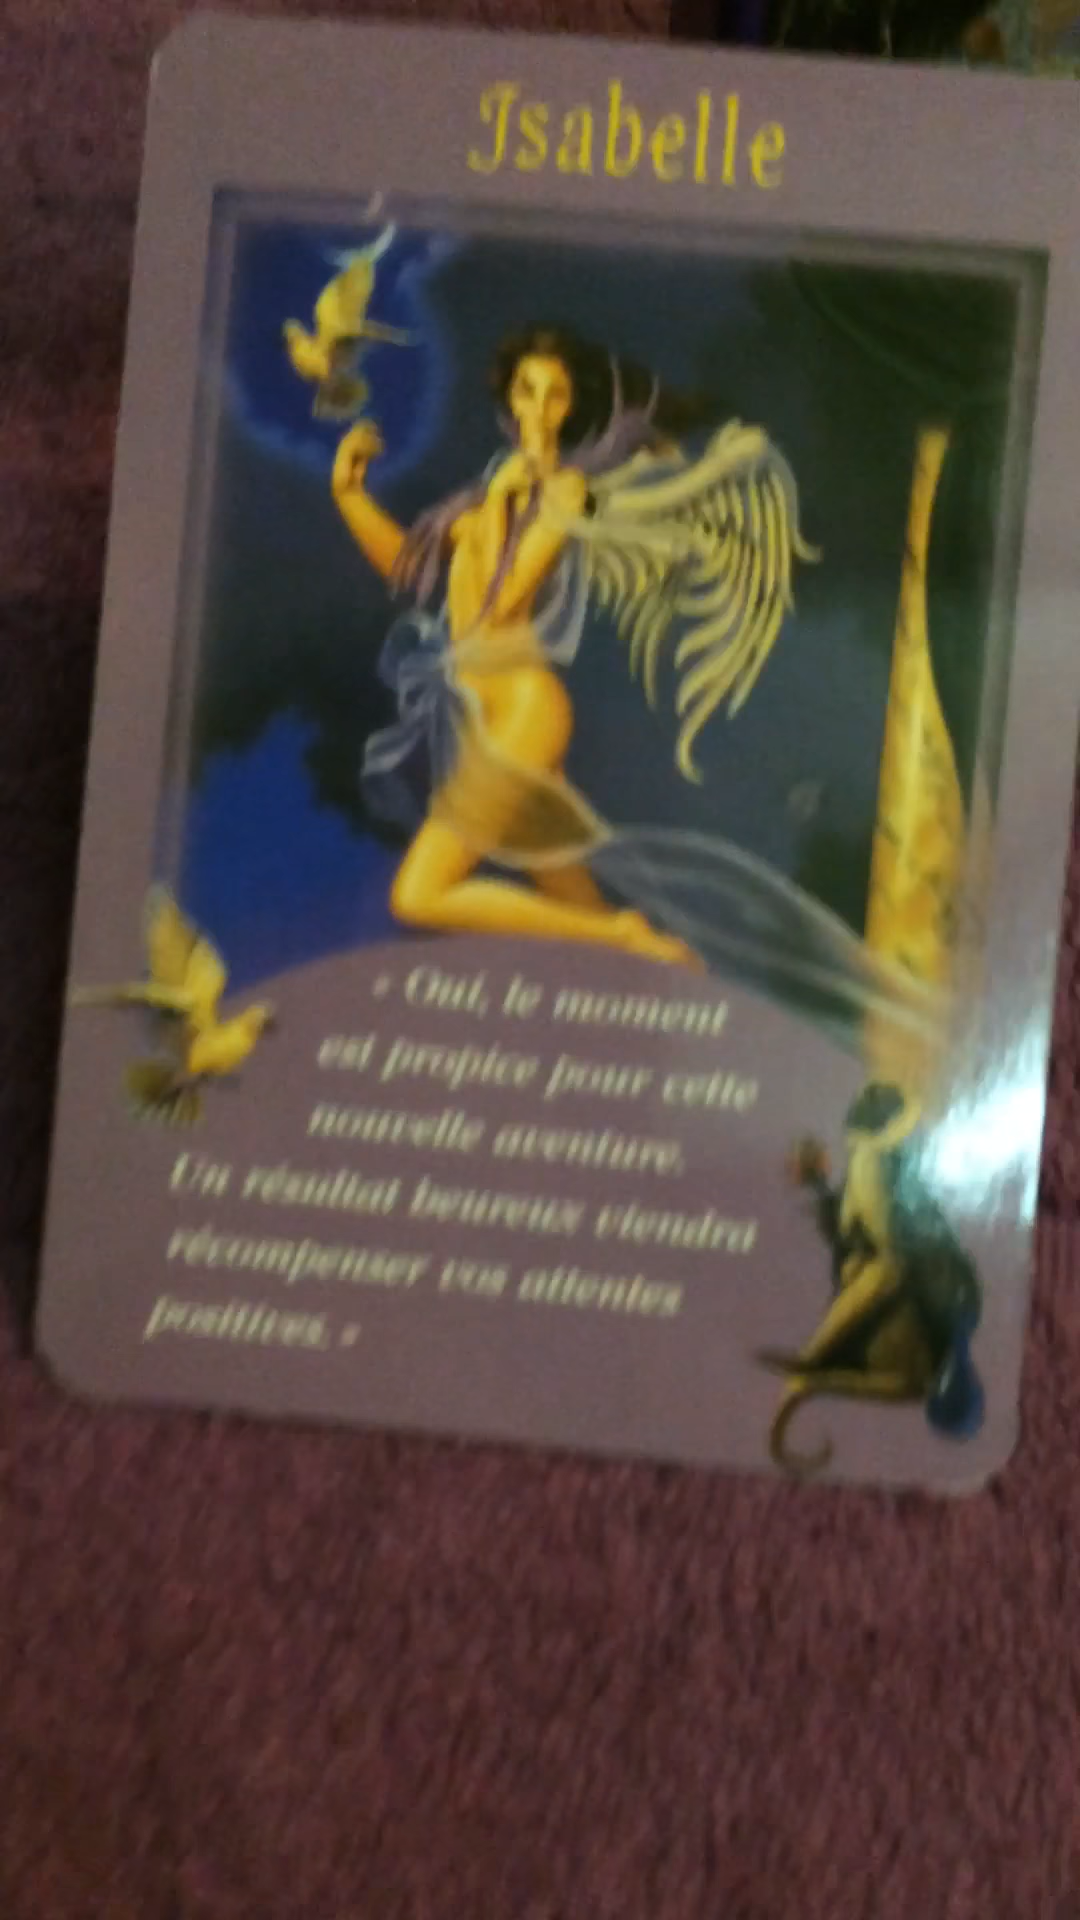 Isabelle
« Oui, le moment
est propice pour cette
nouvelle aventure.
Un résultat heureux viendra
récompenser vos attentes
positives. »